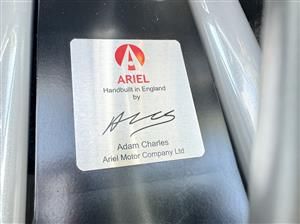 ARIEL
Handbuilt in England
by
Adam Charles
Ariel Motor Company Ltd